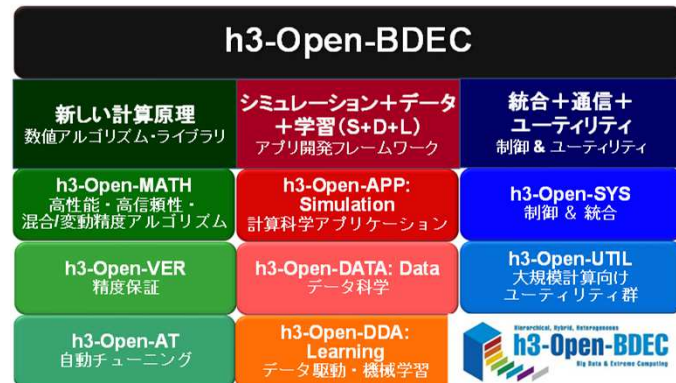 h3-Open-BDEC
新しい計算原理
数値アルゴリズム・ライブラリ
シミュレーション+データ
+学習(S+D+L)
アプリ開発フレームワーク
統合+通信+
ユーティリティ
制御 & ユーティリティ
h3-Open-MATH
高性能・高信頼性・
混合/変動精度アルゴリズム
h3-Open-APP:
Simulation
計算科学アプリケーション
h3-Open-SYS
制御 & 統合
h3-Open-VER
精度保証
h3-Open-DATA: Data
データ科学
h3-Open-UTIL
大規模計算向け
ユーティリティ群
h3-Open-AT
自動チューニング
h3-Open-DDA:
Learning
データ駆動・機械学習
Hierarchical, Hybrid, Heterogeneous
h3-Open-BDEC
Big Data & Extreme Computing